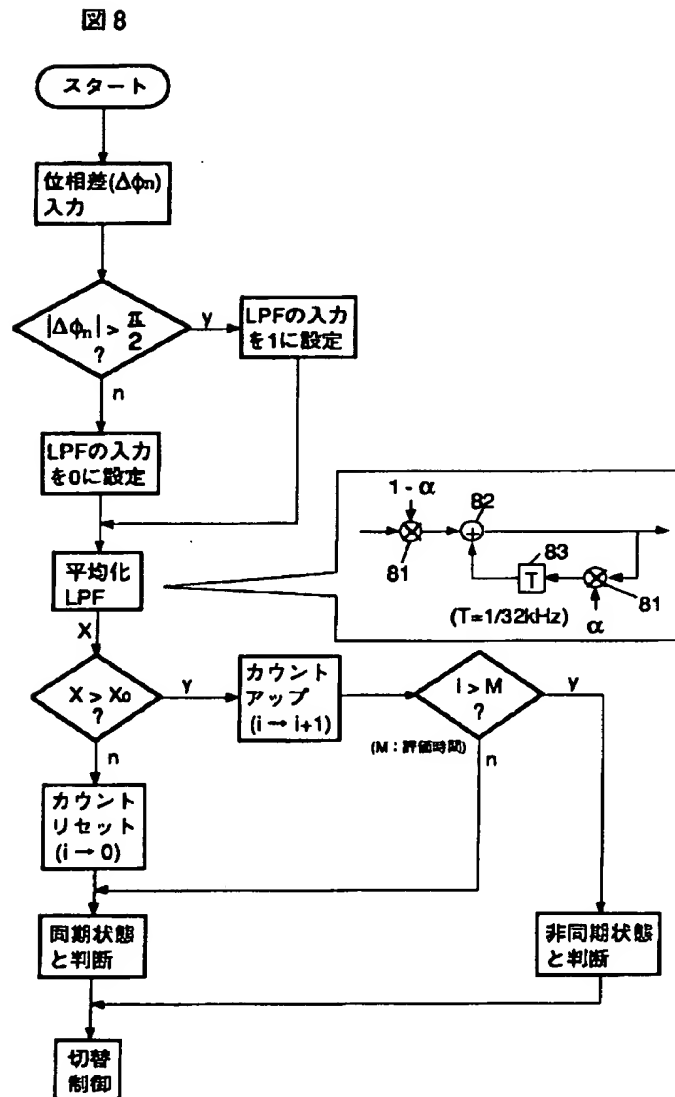 図 8
スタート
位相差(Δφn)
入力
|Δφn| > π/2
?
y
LPFの入力
を1に設定
n
LPFの入力
を0に設定
1 - α
82
81
+
83
T
81
(T=1/32kHz)
α
平均化
LPF
X
X > X₀
?
y
カウント
アップ
(i → i+1)
i > M
?
y
(M：評価時間)
n
n
カウント
リセット
(i → 0)
同期状態
と判断
非同期状態
と判断
切替
制御